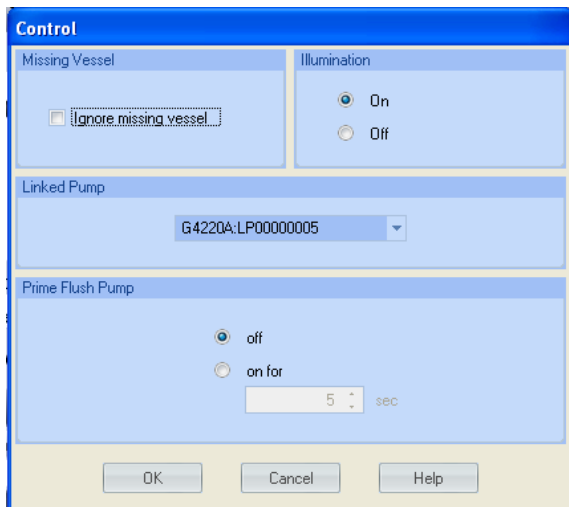 Control
Missing Vessel
Ignore missing vessel
Illumination
On
Off
Linked Pump
G4220A:LP00000005
Prime Flush Pump
off
on for
5 sec
OK Cancel Help